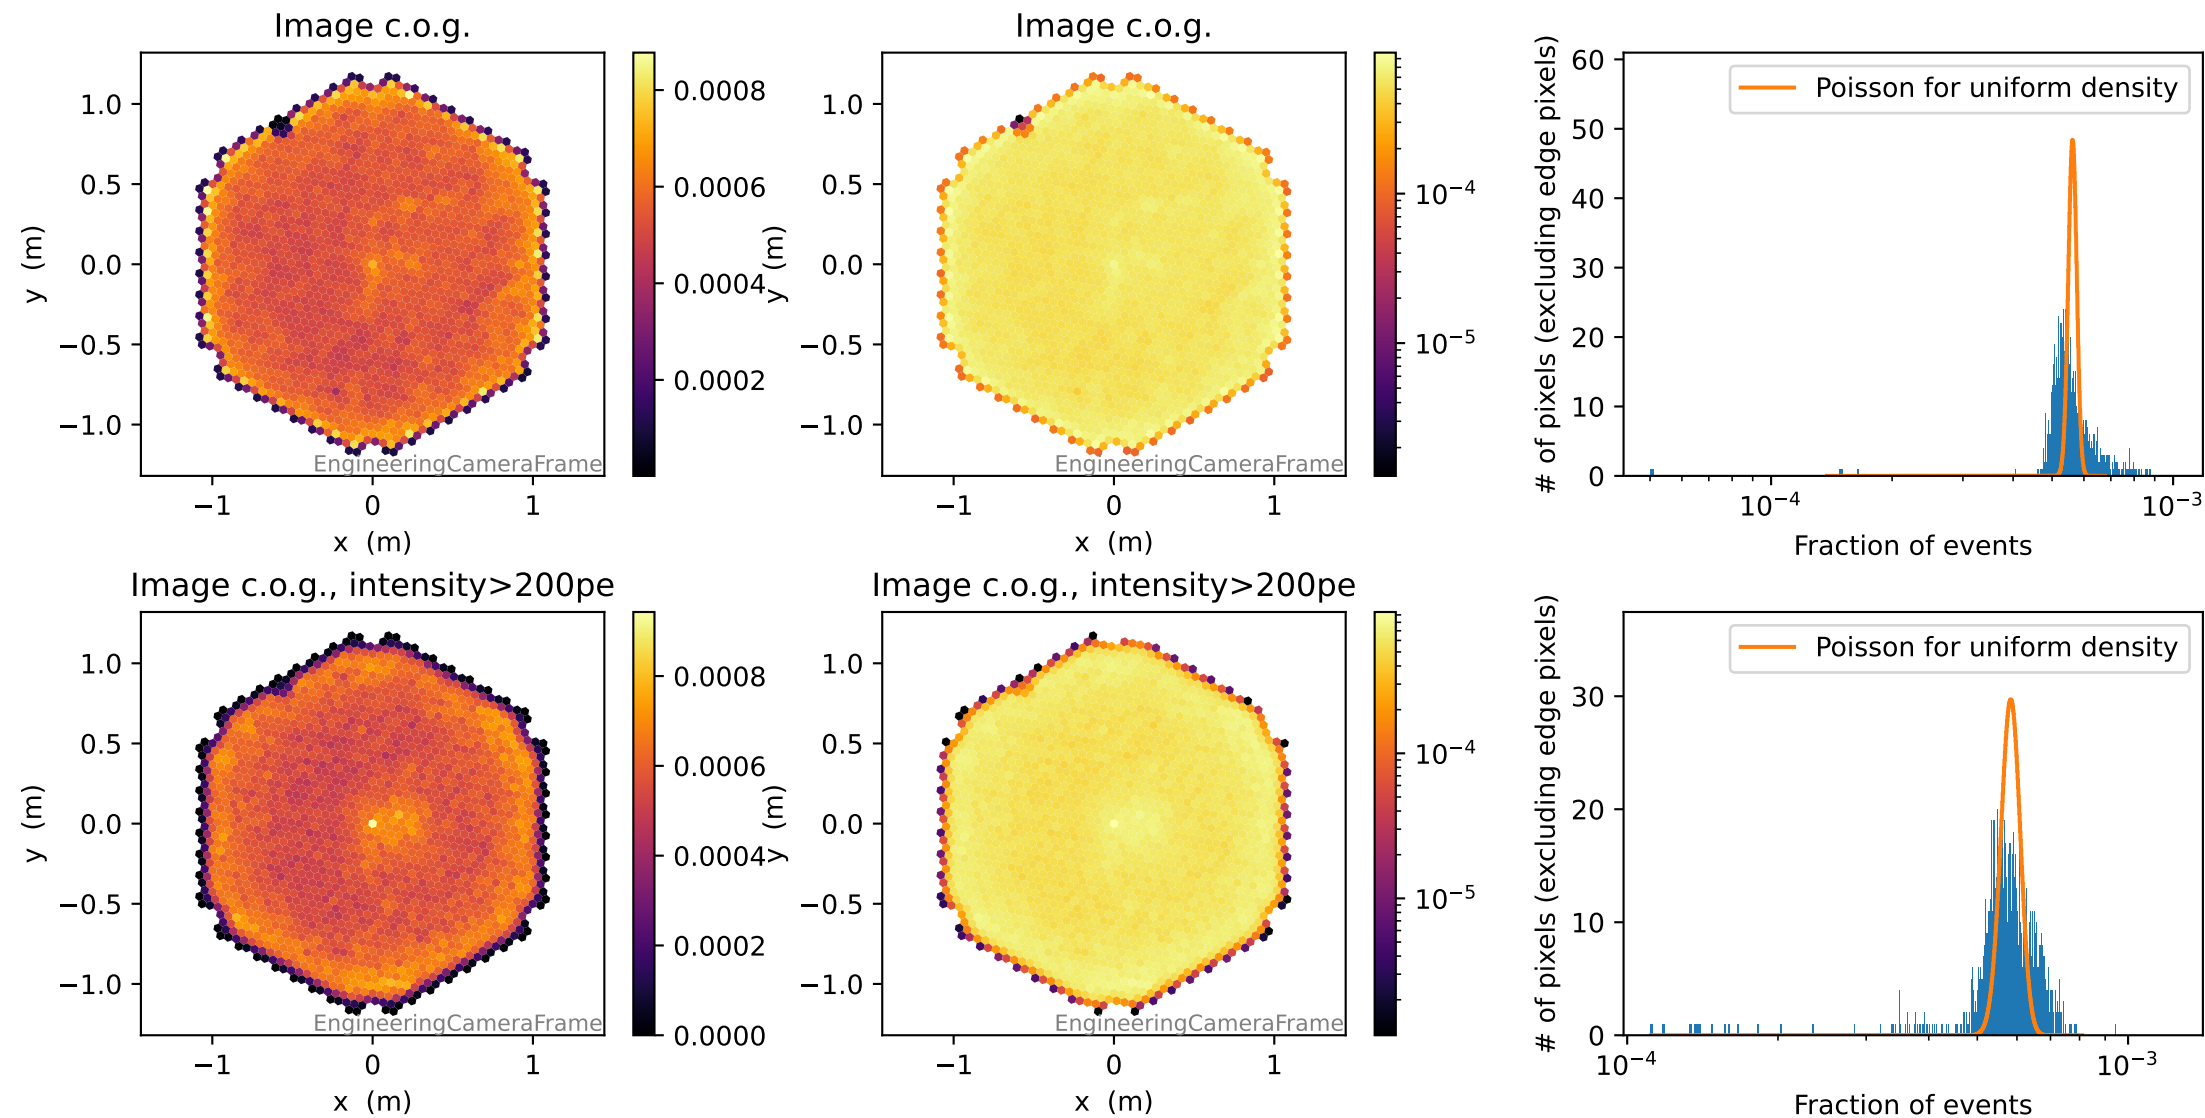 Image c.o.g.
1.0
0.5
0.0
−0.5
−1.0
y (m)
−1
0
1
x (m)
EngineeringCameraFrame
0.0008
0.0006
0.0004
0.0002
Image c.o.g.
1.0
0.5
0.0
−0.5
−1.0
y (m)
−1
0
1
x (m)
EngineeringCameraFrame
10⁻⁴
10⁻⁵
# of pixels (excluding edge pixels)
60
50
40
30
20
10
0
Poisson for uniform density
10⁻⁴
10⁻³
Fraction of events
Image c.o.g., intensity>200pe
1.0
0.5
0.0
−0.5
−1.0
y (m)
−1
0
1
x (m)
EngineeringCameraFrame
0.0008
0.0006
0.0004
0.0002
0.0000
Image c.o.g., intensity>200pe
1.0
0.5
0.0
−0.5
−1.0
y (m)
−1
0
1
x (m)
EngineeringCameraFrame
10⁻⁴
10⁻⁵
# of pixels (excluding edge pixels)
30
20
10
0
Poisson for uniform density
10⁻⁴
10⁻³
Fraction of events